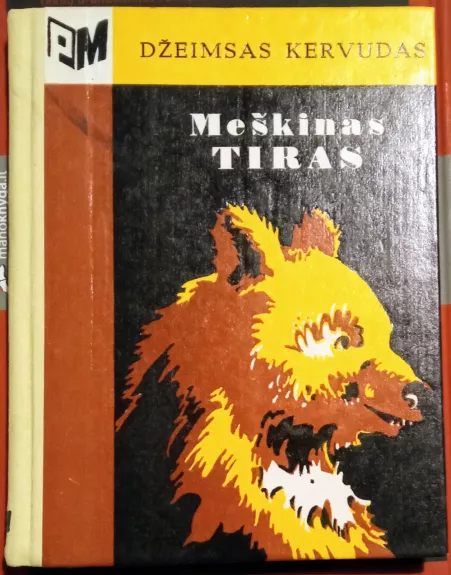 PM
DŽEIMSAS KERVUDAS
Meškinas
TIRAS
manoknyga.lt